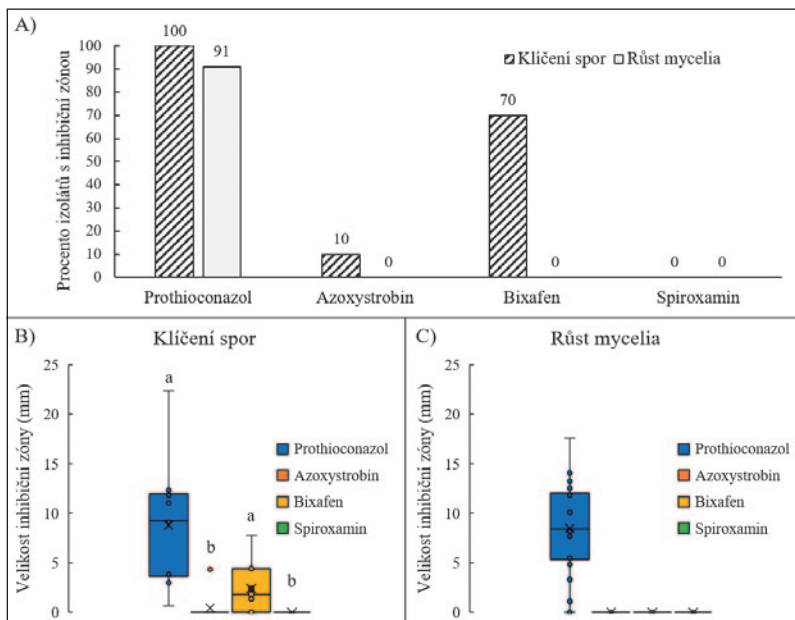 A)
Procento izolátů s inhibiční zónou
100
90
80
70
60
50
40
30
20
10
0
100
91
10
0
70
0
0
0
Klíčení spor
Růst mycelia
Prothioconazol
Azoxystrobin
Bixafen
Spiroxamin
B)
Klíčení spor
Velikost inhibiční zóny (mm)
25
20
15
10
5
0
a
b
a
b
Prothioconazol
Azoxystrobin
Bixafen
Spiroxamin
C)
Růst mycelia
Velikost inhibiční zóny (mm)
25
20
15
10
5
0
Prothioconazol
Azoxystrobin
Bixafen
Spiroxamin